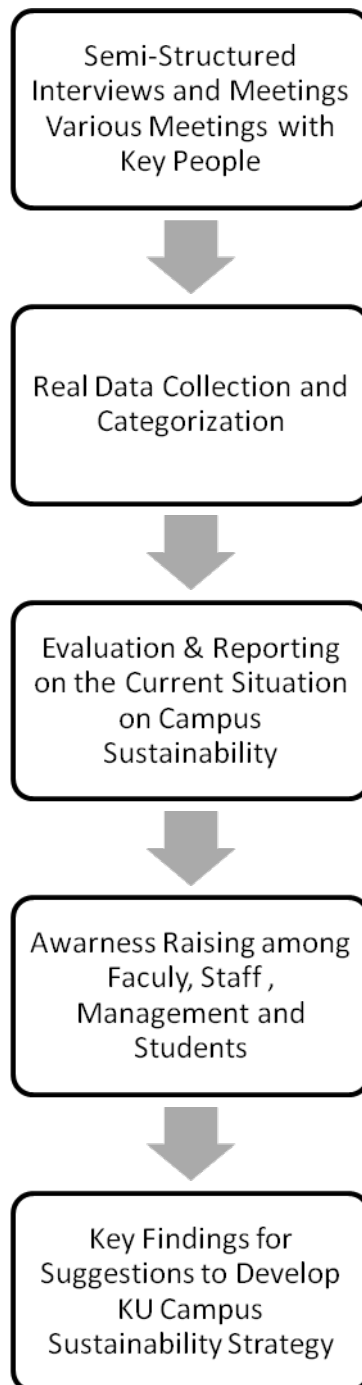 Semi-Structured
Interviews and Meetings
Various Meetings with
Key People
Real Data Collection and
Categorization
Evaluation & Reporting
on the Current Situation
on Campus
Sustainability
Awarness Raising among
Faculy, Staff ,
Management and
Students
Key Findings for
Suggestions to Develop
KU Campus
Sustainability Strategy